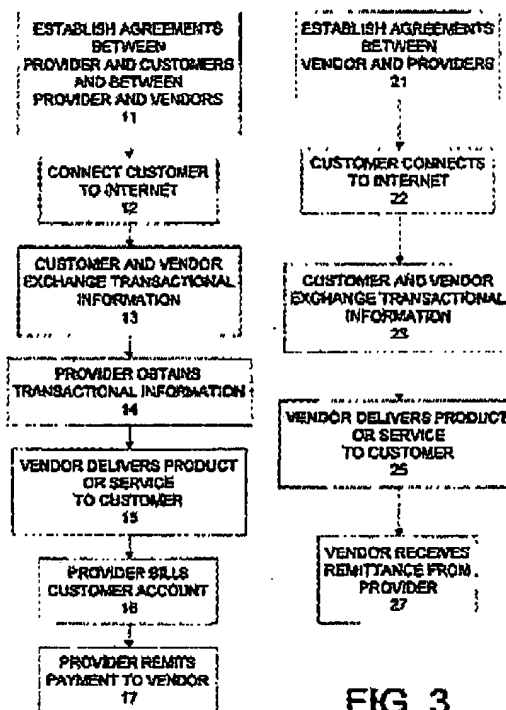 ESTABLISH AGREEMENTS
BETWEEN
PROVIDER AND CUSTOMERS
AND BETWEEN
PROVIDER AND VENDORS
11
CONNECT CUSTOMER
TO INTERNET
12
CUSTOMER AND VENDOR
EXCHANGE TRANSACTIONAL
INFORMATION
13
PROVIDER OBTAINS
TRANSACTIONAL INFORMATION
14
VENDOR DELIVERS PRODUCT
OR SERVICE
TO CUSTOMER
15
PROVIDER BILLS
CUSTOMER ACCOUNT
16
PROVIDER REMITS
PAYMENT TO VENDOR
17
ESTABLISH AGREEMENTS
BETWEEN
VENDOR AND PROVIDERS
21
CUSTOMER CONNECTS
TO INTERNET
22
CUSTOMER AND VENDOR
EXCHANGE TRANSACTIONAL
INFORMATION
23
VENDOR DELIVERS PRODUCT
OR SERVICE
TO CUSTOMER
25
VENDOR RECEIVES
REMITTANCE FROM
PROVIDER
27
FIG. 3